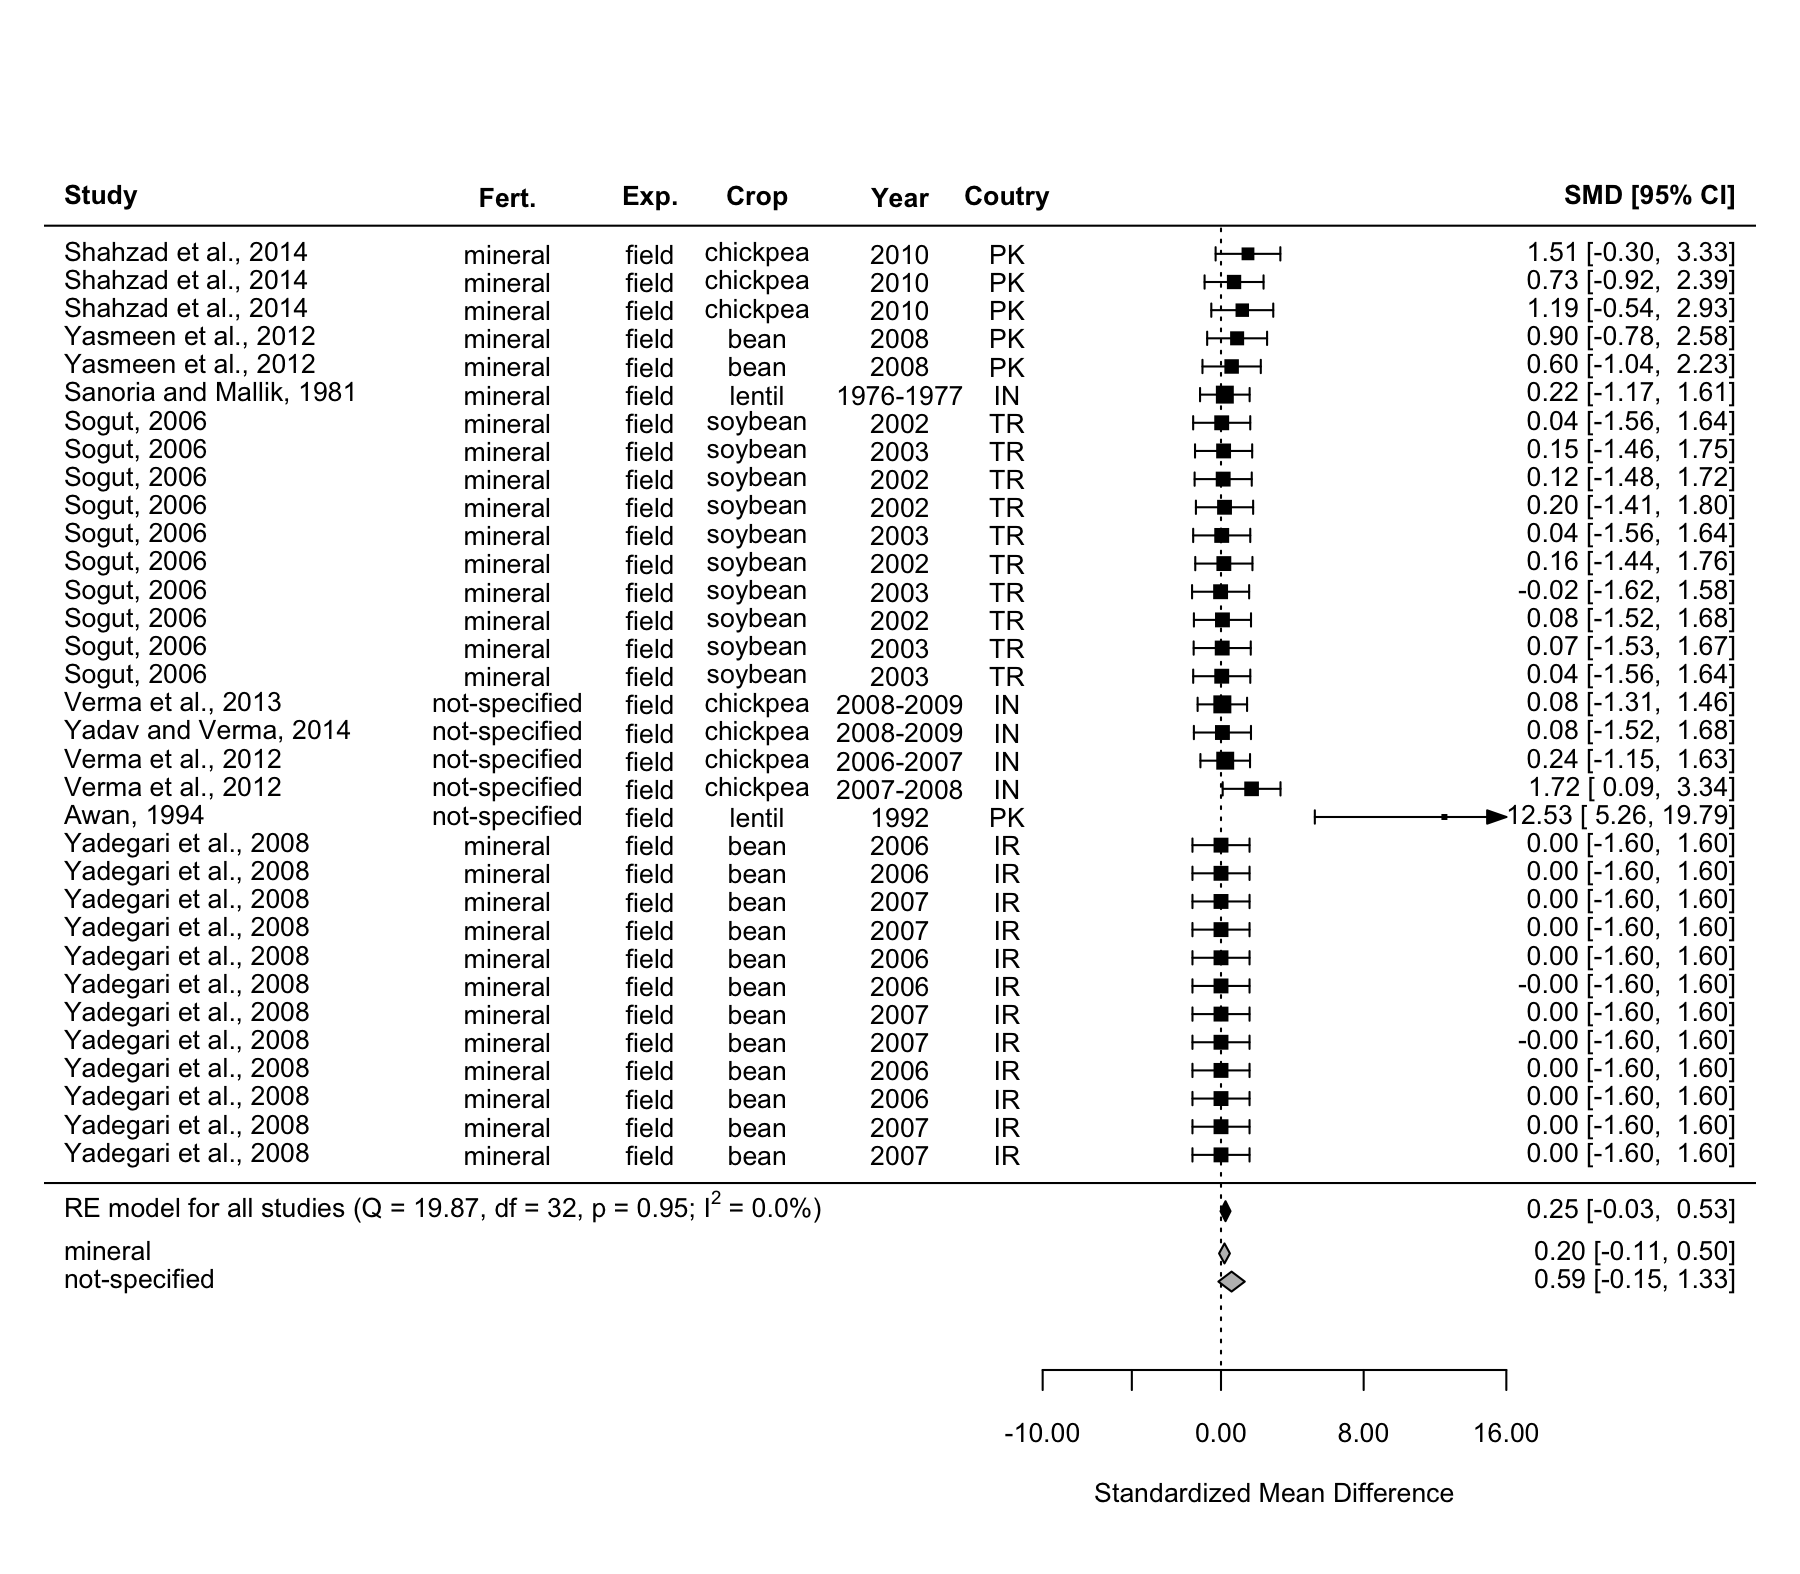 Study Fert. Exp. Crop Year Coutry SMD [95% CI]
Shahzad et al., 2014 mineral field chickpea 2010 PK 1.51 [-0.30, 3.33]
Shahzad et al., 2014 mineral field chickpea 2010 PK 0.73 [-0.92, 2.39]
Shahzad et al., 2014 mineral field chickpea 2010 PK 1.19 [-0.54, 2.93]
Yasmeen et al., 2012 mineral field bean 2008 PK 0.90 [-0.78, 2.58]
Yasmeen et al., 2012 mineral field bean 2008 PK 0.60 [-1.04, 2.23]
Sanoria and Mallik, 1981 mineral field lentil 1976-1977 IN 0.22 [-1.17, 1.61]
Sogut, 2006 mineral field soybean 2002 TR 0.04 [-1.56, 1.64]
Sogut, 2006 mineral field soybean 2003 TR 0.15 [-1.46, 1.75]
Sogut, 2006 mineral field soybean 2002 TR 0.12 [-1.48, 1.72]
Sogut, 2006 mineral field soybean 2002 TR 0.20 [-1.41, 1.80]
Sogut, 2006 mineral field soybean 2003 TR 0.04 [-1.56, 1.64]
Sogut, 2006 mineral field soybean 2002 TR 0.16 [-1.44, 1.76]
Sogut, 2006 mineral field soybean 2003 TR -0.02 [-1.62, 1.58]
Sogut, 2006 mineral field soybean 2002 TR 0.08 [-1.52, 1.68]
Sogut, 2006 mineral field soybean 2003 TR 0.07 [-1.53, 1.67]
Sogut, 2006 mineral field soybean 2003 TR 0.04 [-1.56, 1.64]
Verma et al., 2013 not-specified field chickpea 2008-2009 IN 0.08 [-1.31, 1.46]
Yadav and Verma, 2014 not-specified field chickpea 2008-2009 IN 0.08 [-1.52, 1.68]
Verma et al., 2012 not-specified field chickpea 2006-2007 IN 0.24 [-1.15, 1.63]
Verma et al., 2012 not-specified field chickpea 2007-2008 IN 1.72 [ 0.09, 3.34]
Awan, 1994 not-specified field lentil 1992 PK 12.53 [ 5.26, 19.79]
Yadegari et al., 2008 mineral field bean 2006 IR 0.00 [-1.60, 1.60]
Yadegari et al., 2008 mineral field bean 2006 IR 0.00 [-1.60, 1.60]
Yadegari et al., 2008 mineral field bean 2007 IR 0.00 [-1.60, 1.60]
Yadegari et al., 2008 mineral field bean 2007 IR 0.00 [-1.60, 1.60]
Yadegari et al., 2008 mineral field bean 2006 IR 0.00 [-1.60, 1.60]
Yadegari et al., 2008 mineral field bean 2006 IR -0.00 [-1.60, 1.60]
Yadegari et al., 2008 mineral field bean 2007 IR 0.00 [-1.60, 1.60]
Yadegari et al., 2008 mineral field bean 2007 IR -0.00 [-1.60, 1.60]
Yadegari et al., 2008 mineral field bean 2006 IR 0.00 [-1.60, 1.60]
Yadegari et al., 2008 mineral field bean 2006 IR 0.00 [-1.60, 1.60]
Yadegari et al., 2008 mineral field bean 2007 IR 0.00 [-1.60, 1.60]
Yadegari et al., 2008 mineral field bean 2007 IR 0.00 [-1.60, 1.60]
RE model for all studies (Q = 19.87, df = 32, p = 0.95; I² = 0.0%) 0.25 [-0.03, 0.53]
mineral 0.20 [-0.11, 0.50]
not-specified 0.59 [-0.15, 1.33]
-10.00 0.00 8.00 16.00
Standardized Mean Difference